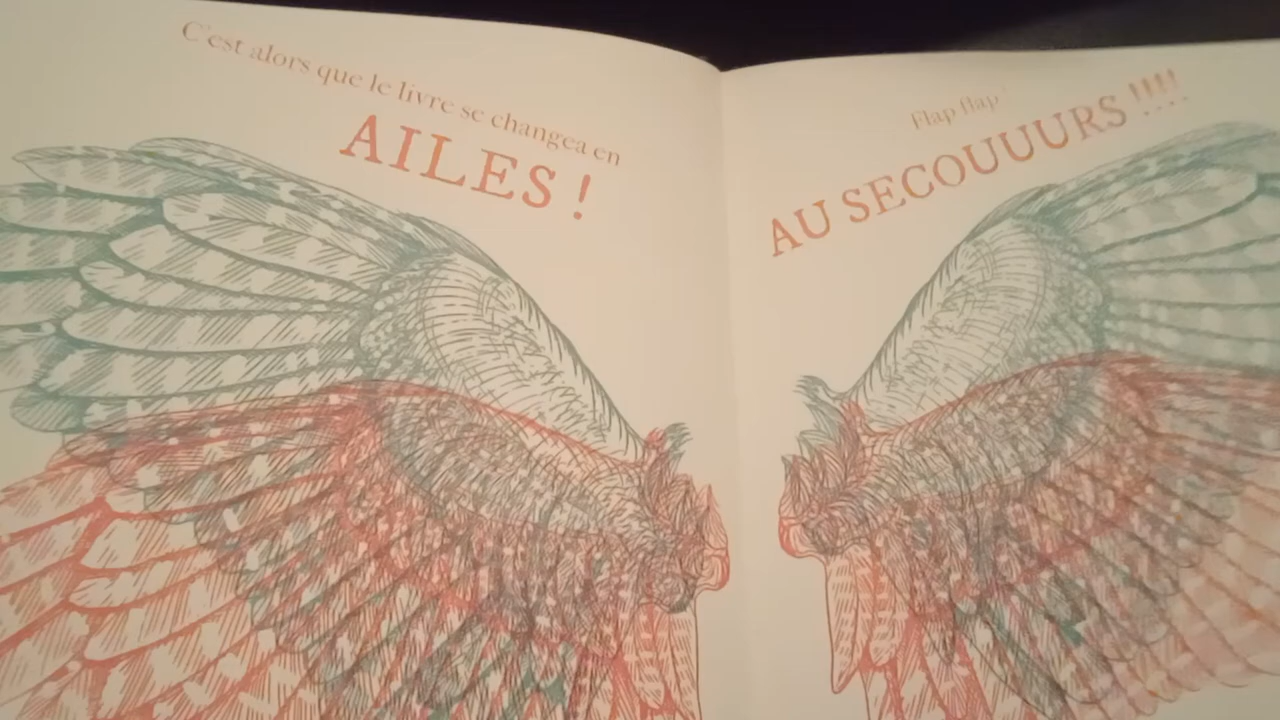 C'est alors que le livre se changea en
AILES !
Flap flap
AU SECOUUURS !!!!